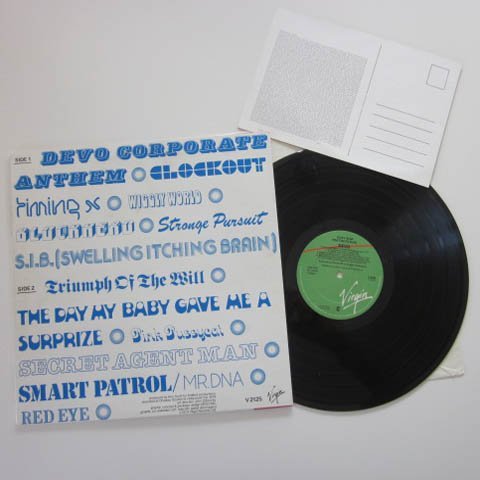 SIDE 1
DEVO CORPORATE
ANTHEM CLOCKOUT
TIMING X WIGGLY WORLD
BLOCKHEAD Strange Pursuit
S.I.B. (SWELLING ITCHING BRAIN)
SIDE 2
Triumph Of The Will
THE DAY MY BABY GAVE ME A
SURPRIZE Pink Pussycat
SECRET AGENT MAN
SMART PATROL/MR.DNA
RED EYE
V2125
Virgin
DEVO
Virgin